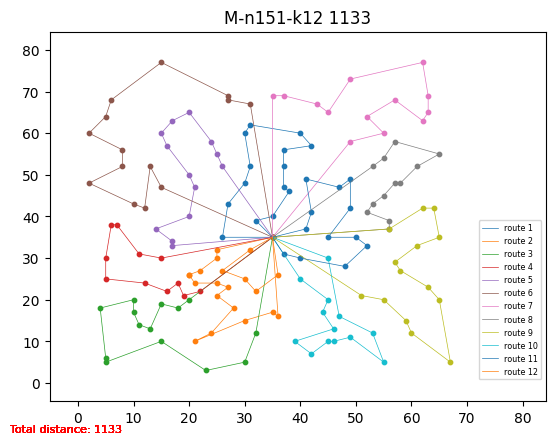 M-n151-k12 1133
80
70
60
50
40
30
20
10
0
route 1
route 2
route 3
route 4
route 5
route 6
route 7
route 8
route 9
route 10
route 11
route 12
0 10 20 30 40 50 60 70 80
Total distance: 1133